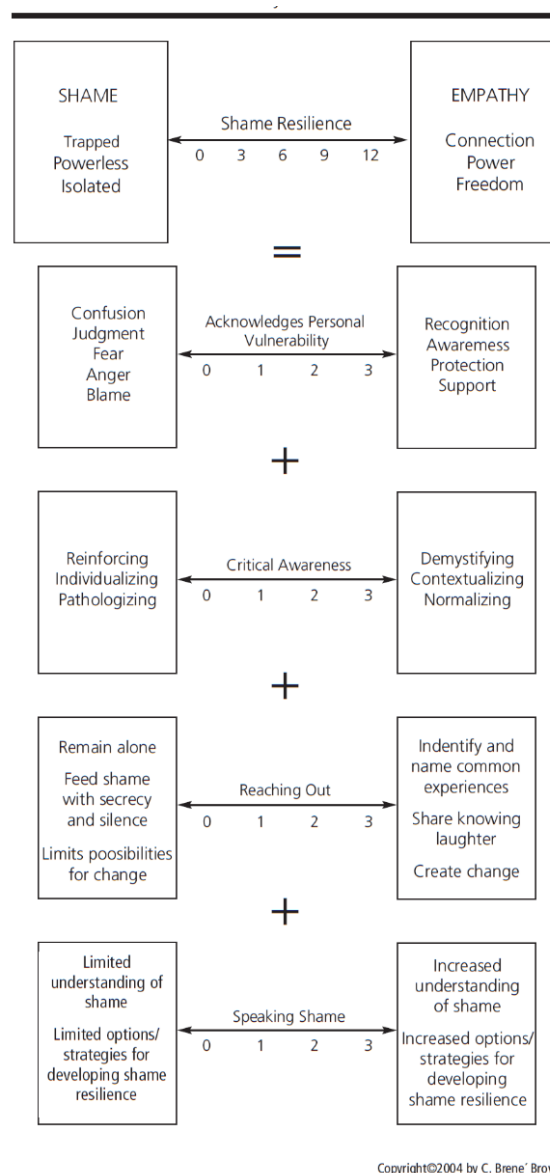 SHAME
Trapped
Powerless
Isolated
Shame Resilience
0 3 6 9 12
EMPATHY
Connection
Power
Freedom
=
Confusion
Judgment
Fear
Anger
Blame
Acknowledges Personal
Vulnerability
0 1 2 3
Recognition
Awareness
Protection
Support
+
Reinforcing
Individualizing
Pathologizing
Critical Awareness
0 1 2 3
Demystifying
Contextualizing
Normalizing
+
Remain alone
Feed shame
with secrecy
and silence
Limits poosibilities
for change
Reaching Out
0 1 2 3
Indentify and
name common
experiences
Share knowing
laughter
Create change
+
Limited
understanding of
shame
Limited options/
strategies for
developing shame
resilience
Speaking Shame
0 1 2 3
Increased
understanding
of shame
Increased options/
strategies for
developing
shame resilience
Copyright©2004 by C. Brene´